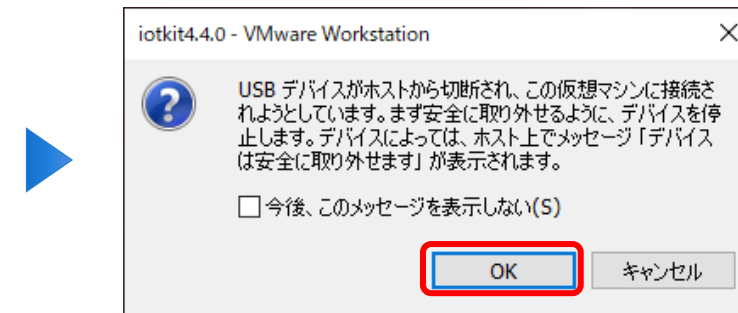 iotkit4.4.0 - VMware Workstation
USB デバイスがホストから切断され、この仮想マシンに接続さ
れようとしています。まず安全に取り外せるように、デバイスを停
止します。デバイスによっては、ホスト上でメッセージ「デバイス
は安全に取り外せます」が表示されます。
今後、このメッセージを表示しない(S)
OK
キャンセル